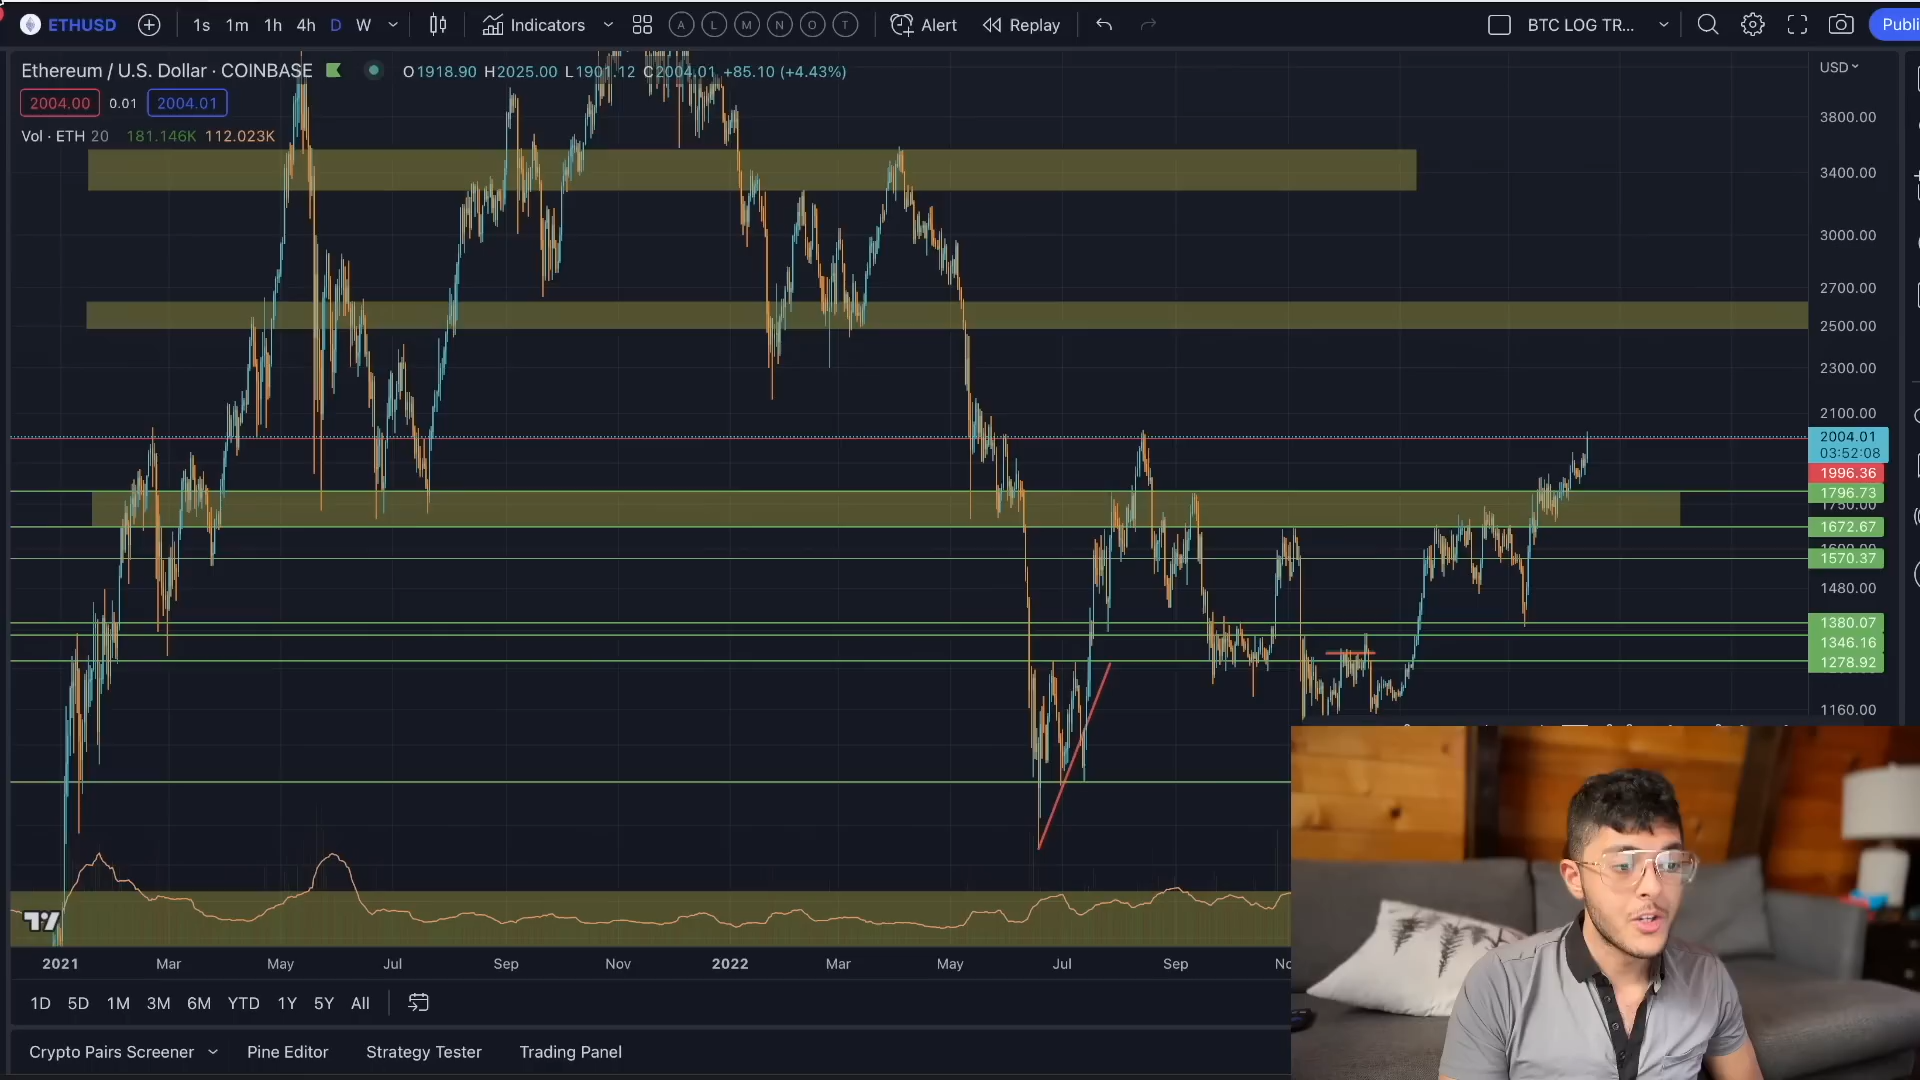 ETHUSD 1s 1m 1h 4h D W Indicators A L M N O T Alert Replay BTC LOG TR... Publi
Ethereum / U.S. Dollar · COINBASE O1918.90 H2025.00 L1901.12 C2004.01 +85.10 (+4.43%)
USD
2004.00 0.01 2004.01
Vol · ETH 20 181.146K 112.023K
3800.00
3400.00
3000.00
2700.00
2500.00
2300.00
2100.00
2004.01
03:52:08
1996.36
1796.73
1750.00
1672.67
1570.37
1480.00
1380.07
1346.16
1278.92
1160.00
2021 Mar May Jul Sep Nov 2022 Mar May Jul Sep No
1D 5D 1M 3M 6M YTD 1Y 5Y All
Crypto Pairs Screener Pine Editor Strategy Tester Trading Panel